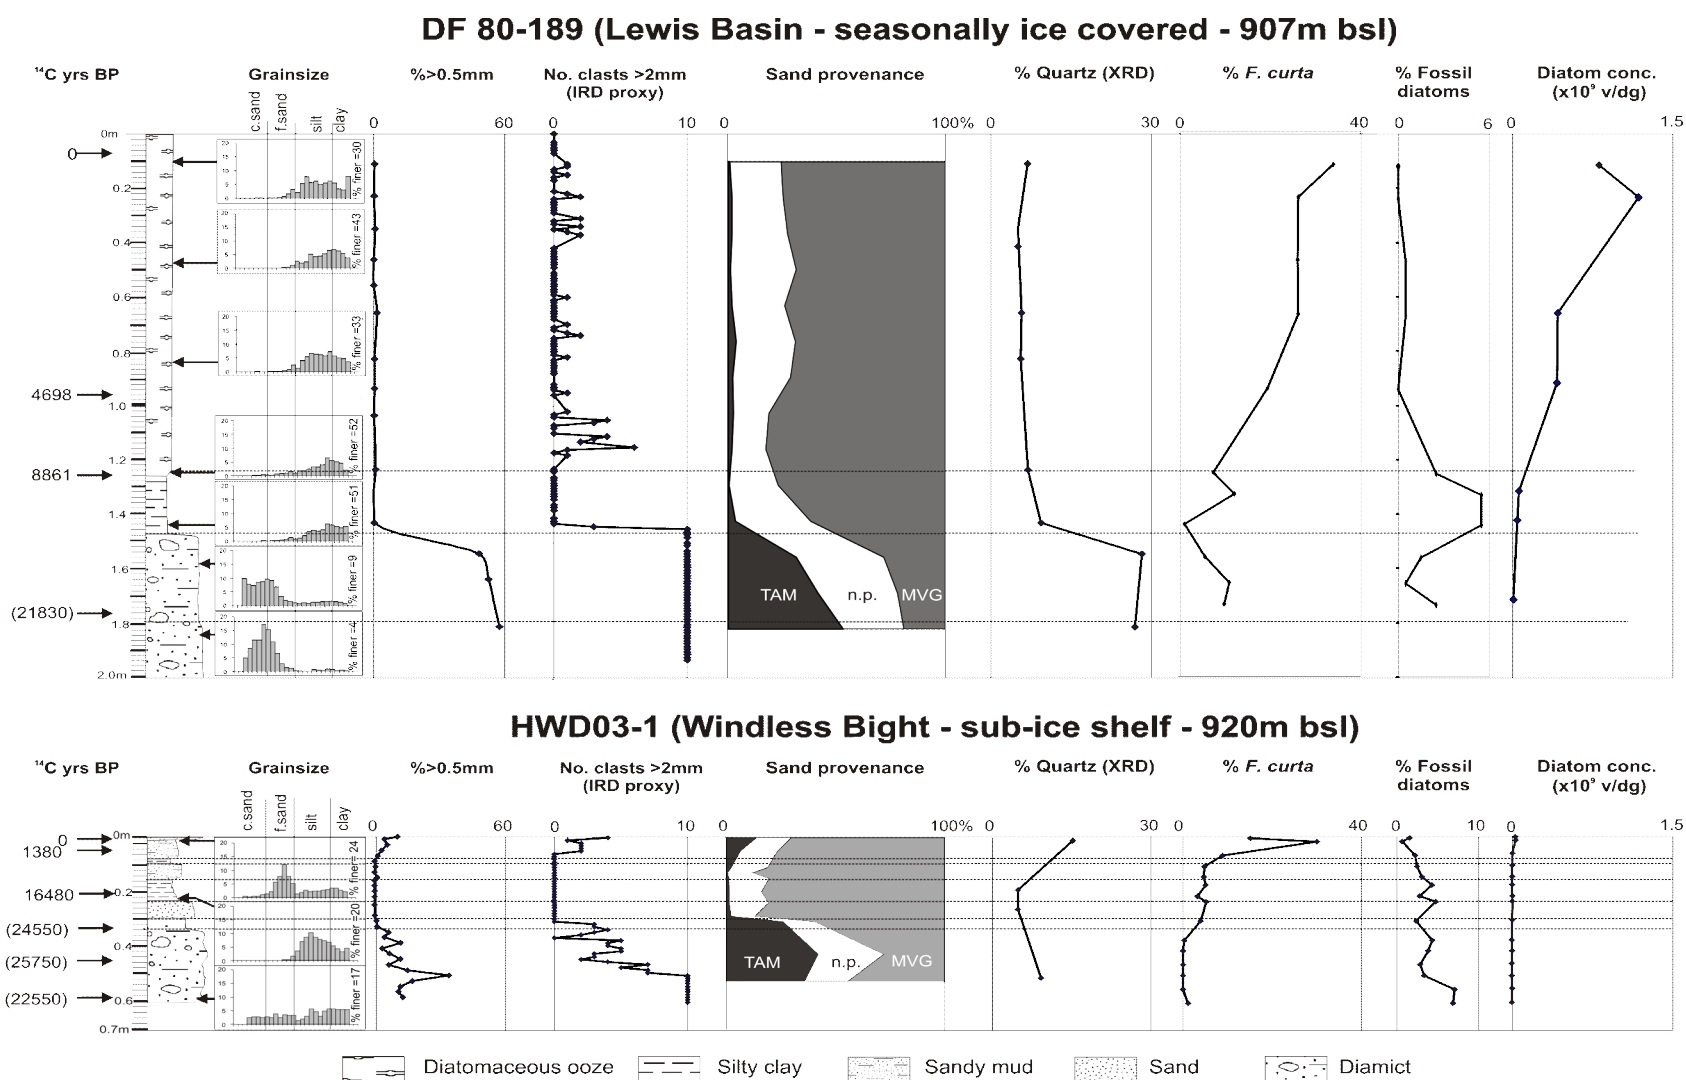 DF 80-189 (Lewis Basin - seasonally ice covered - 907m bsl)
¹⁴C yrs BP Grainsize %>0.5mm No. clasts >2mm Sand provenance % Quartz (XRD) % F. curta % Fossil Diatom conc.
(IRD proxy) diatoms (x10⁹ v/dg)
c.sand f.sand silt clay
0 60 0 10 0 100% 0 30 0 40 0 6 0 1.5
0m
0
% finer =30
0.2
% finer =43
0.4
0.6
% finer =33
0.8
4698
1.0
% finer =52
1.2
8861
% finer =51
1.4
% finer =9
1.6
TAM n.p. MVG
(21830)
1.8
% finer =4
2.0m
HWD03-1 (Windless Bight - sub-ice shelf - 920m bsl)
¹⁴C yrs BP Grainsize %>0.5mm No. clasts >2mm Sand provenance % Quartz (XRD) % F. curta % Fossil Diatom conc.
(IRD proxy) diatoms (x10⁹ v/dg)
c.sand f.sand silt clay
0 60 0 10 0 100% 0 30 0 40 0 10 0 1.5
0m
0
1380
% finer= 24
16480
0.2
% finer =20
(24550)
0.4
(25750)
TAM n.p. MVG
% finer =17
(22550)
0.6
0.7m
Diatomaceous ooze Silty clay Sandy mud Sand Diamict